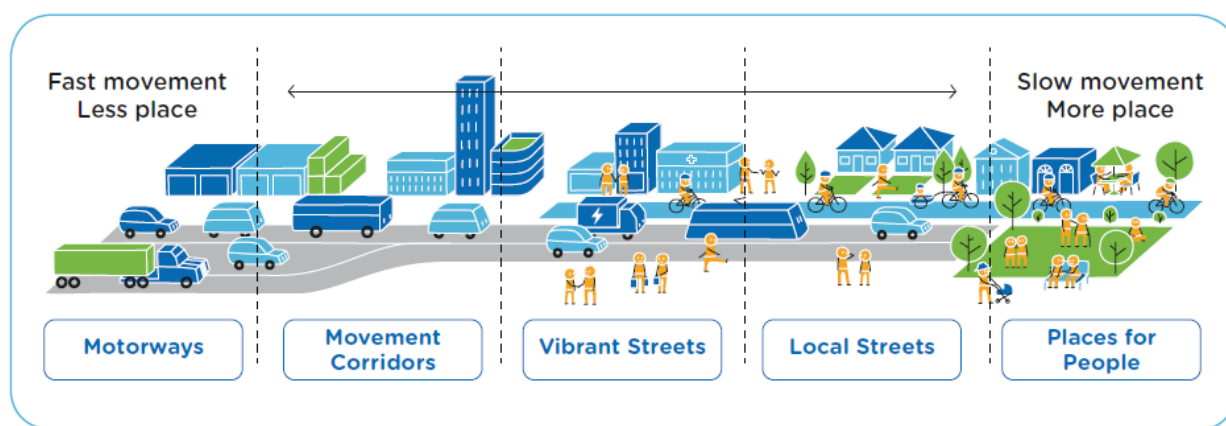 Fast movement
Less place
Slow movement
More place
Motorways
Movement
Corridors
Vibrant Streets
Local Streets
Places for
People